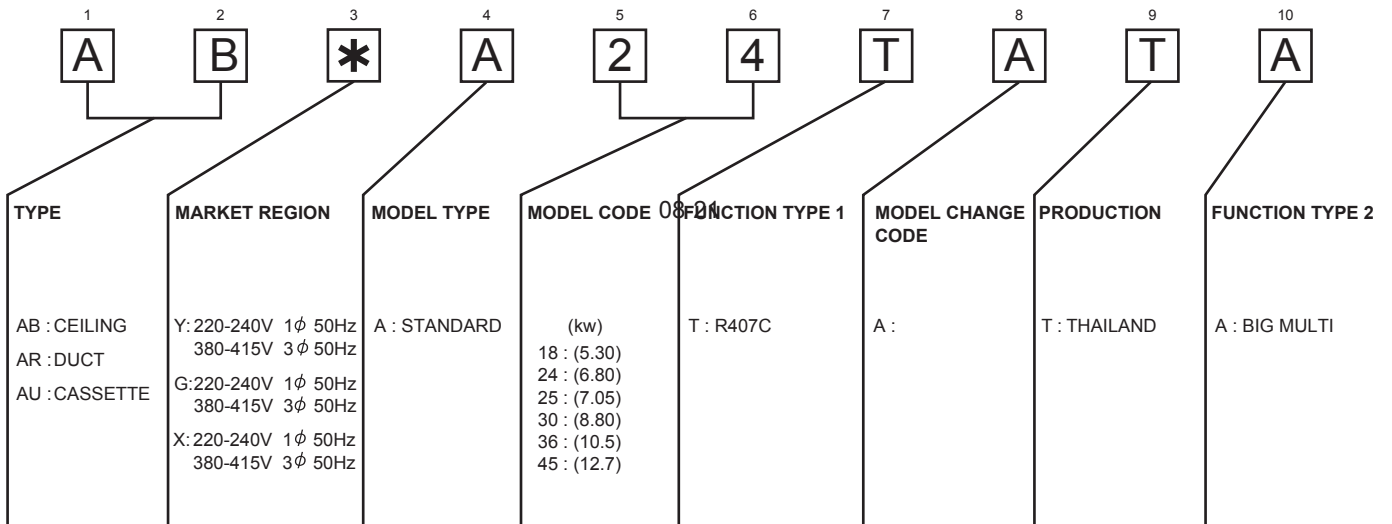 1 2 3 4 5 6 7 8 9 10
A B * A 2 4 T A T A
TYPE
AB : CEILING
AR : DUCT
AU : CASSETTE
MARKET REGION
Y: 220-240V 1ϕ 50Hz
380-415V 3ϕ 50Hz
G: 220-240V 1ϕ 50Hz
380-415V 3ϕ 50Hz
X: 220-240V 1ϕ 50Hz
380-415V 3ϕ 50Hz
MODEL TYPE
A : STANDARD
MODEL CODE
(kw)
18 : (5.30)
24 : (6.80)
25 : (7.05)
30 : (8.80)
36 : (10.5)
45 : (12.7)
08-21
FUNCTION TYPE 1
T : R407C
MODEL CHANGE
CODE
A :
PRODUCTION
T : THAILAND
FUNCTION TYPE 2
A : BIG MULTI